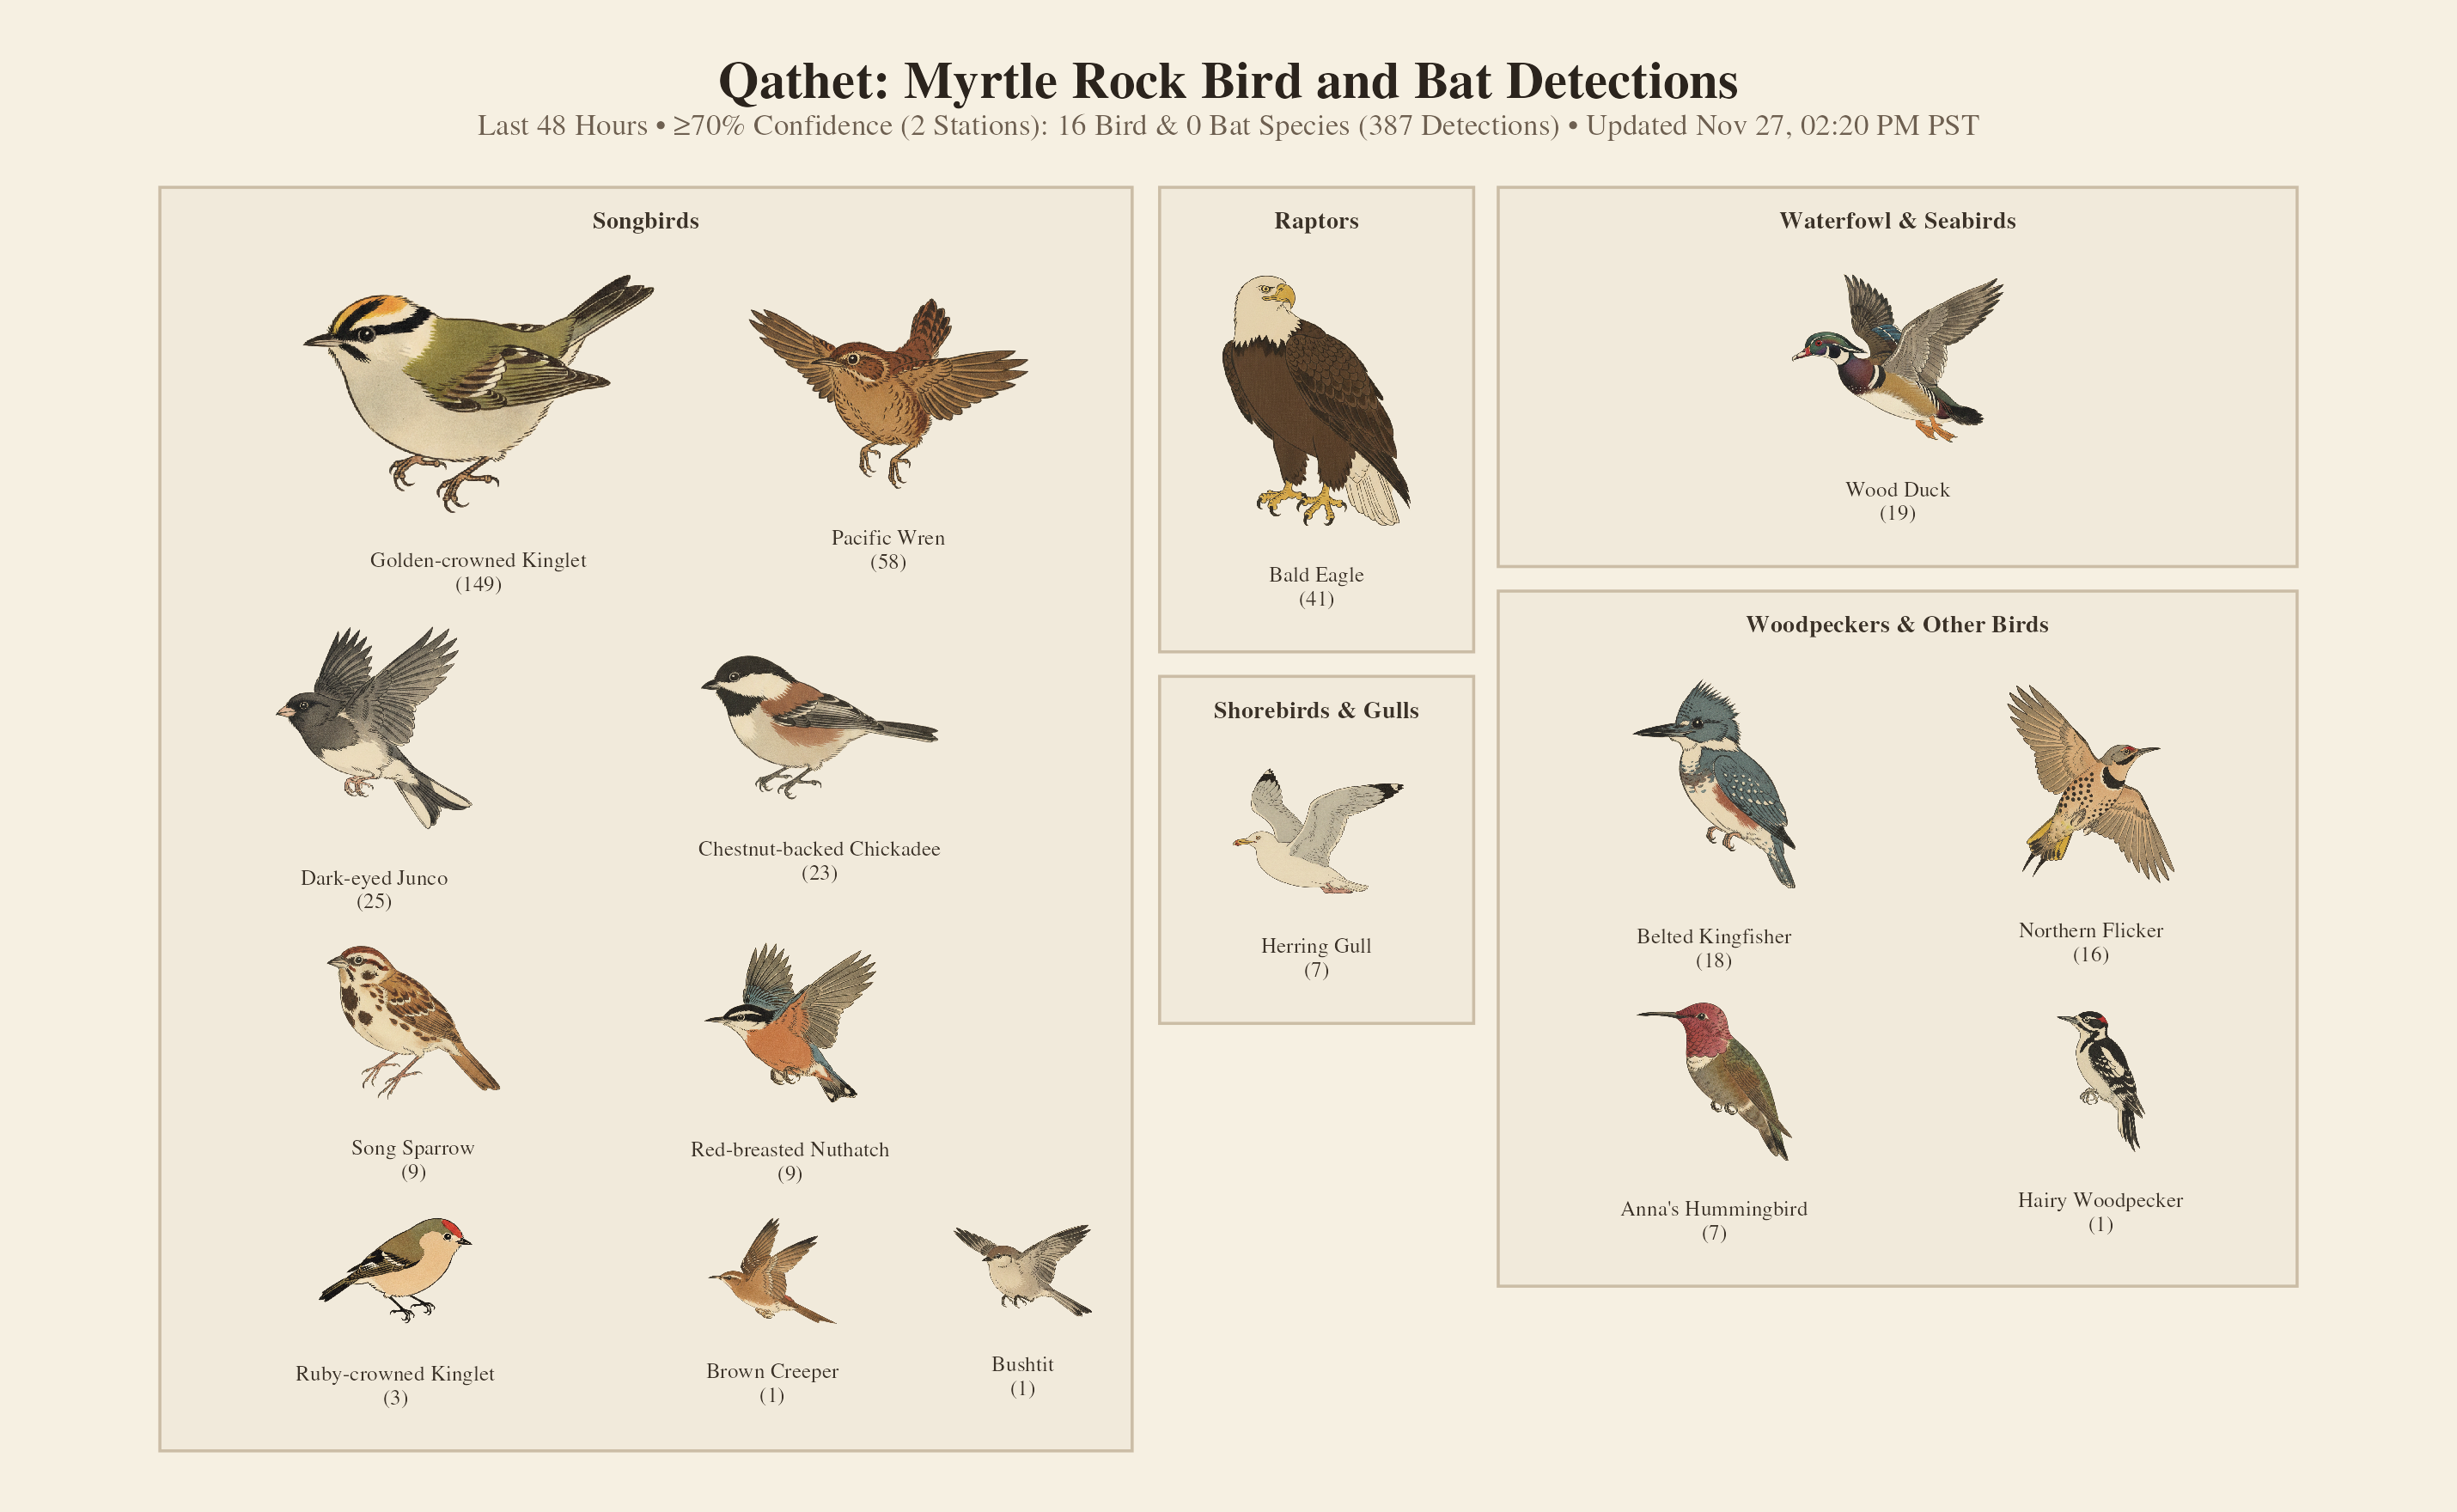 Qathet: Myrtle Rock Bird and Bat Detections
Last 48 Hours • ≥70% Confidence (2 Stations): 16 Bird & 0 Bat Species (387 Detections) • Updated Nov 27, 02:20 PM PST
Songbirds
Golden-crowned Kinglet
(149)
Pacific Wren
(58)
Dark-eyed Junco
(25)
Chestnut-backed Chickadee
(23)
Song Sparrow
(9)
Red-breasted Nuthatch
(9)
Ruby-crowned Kinglet
(3)
Brown Creeper
(1)
Bushtit
(1)
Raptors
Bald Eagle
(41)
Shorebirds & Gulls
Herring Gull
(7)
Waterfowl & Seabirds
Wood Duck
(19)
Woodpeckers & Other Birds
Belted Kingfisher
(18)
Northern Flicker
(16)
Anna's Hummingbird
(7)
Hairy Woodpecker
(1)